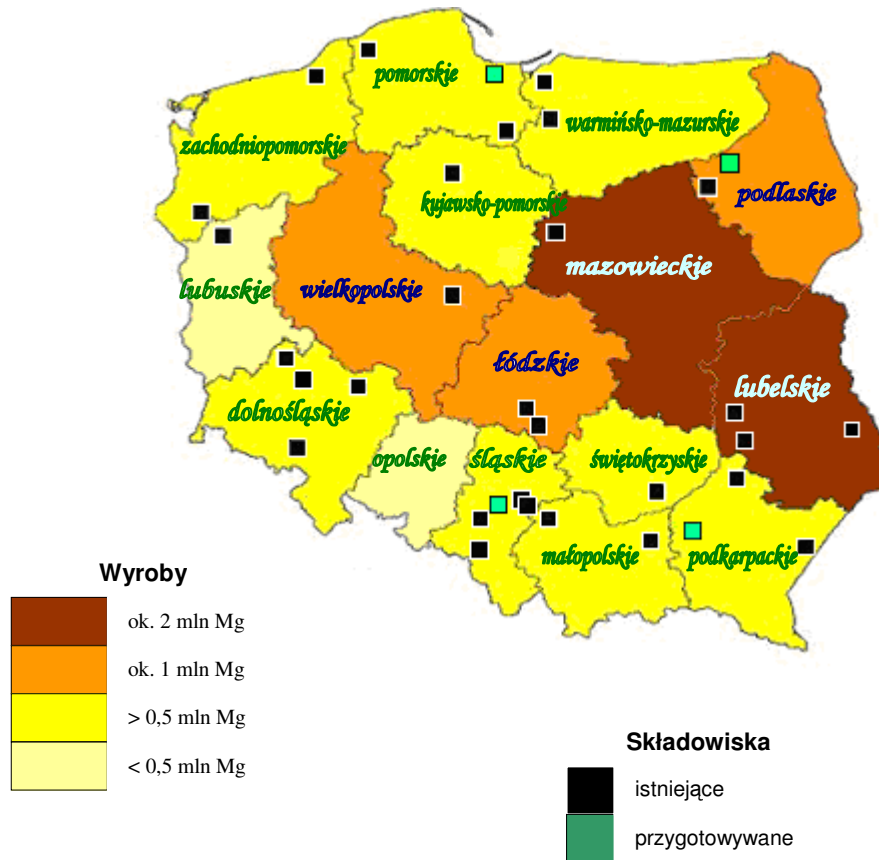 pomorskie
zachodniopomorskie
warmińsko-mazurskie
podlaskie
kujawsko-pomorskie
mazowieckie
lubuskie
wielkopolskie
łódzkie
lubelskie
dolnośląskie
opolskie
śląskie
świętokrzyskie
małopolskie
podkarpackie
Wyroby
ok. 2 mln Mg
ok. 1 mln Mg
> 0,5 mln Mg
< 0,5 mln Mg
Składowiska
istniejące
przygotowywane